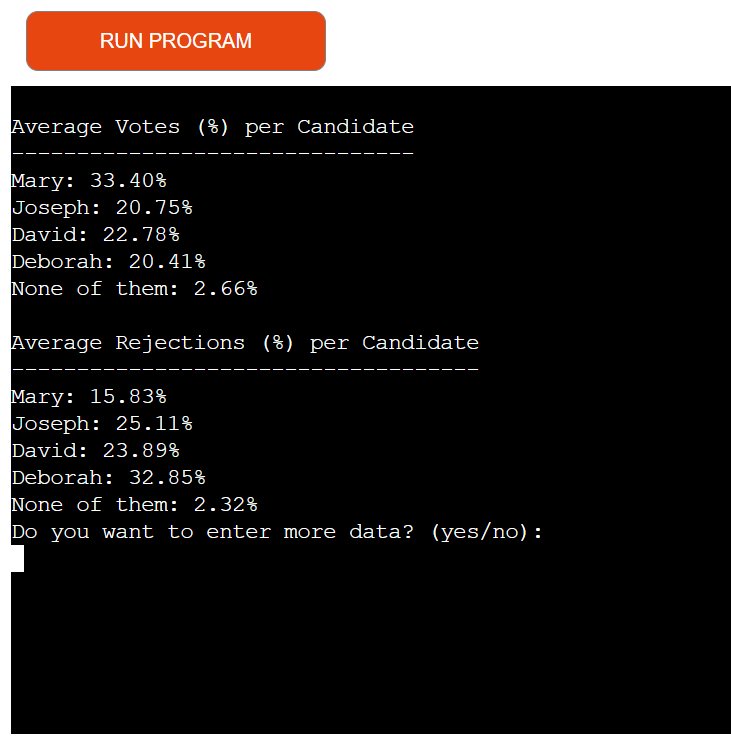 RUN PROGRAM
Average Votes (%) per Candidate
-------------------------------
Mary: 33.40%
Joseph: 20.75%
David: 22.78%
Deborah: 20.41%
None of them: 2.66%
Average Rejections (%) per Candidate
------------------------------------
Mary: 15.83%
Joseph: 25.11%
David: 23.89%
Deborah: 32.85%
None of them: 2.32%
Do you want to enter more data? (yes/no):